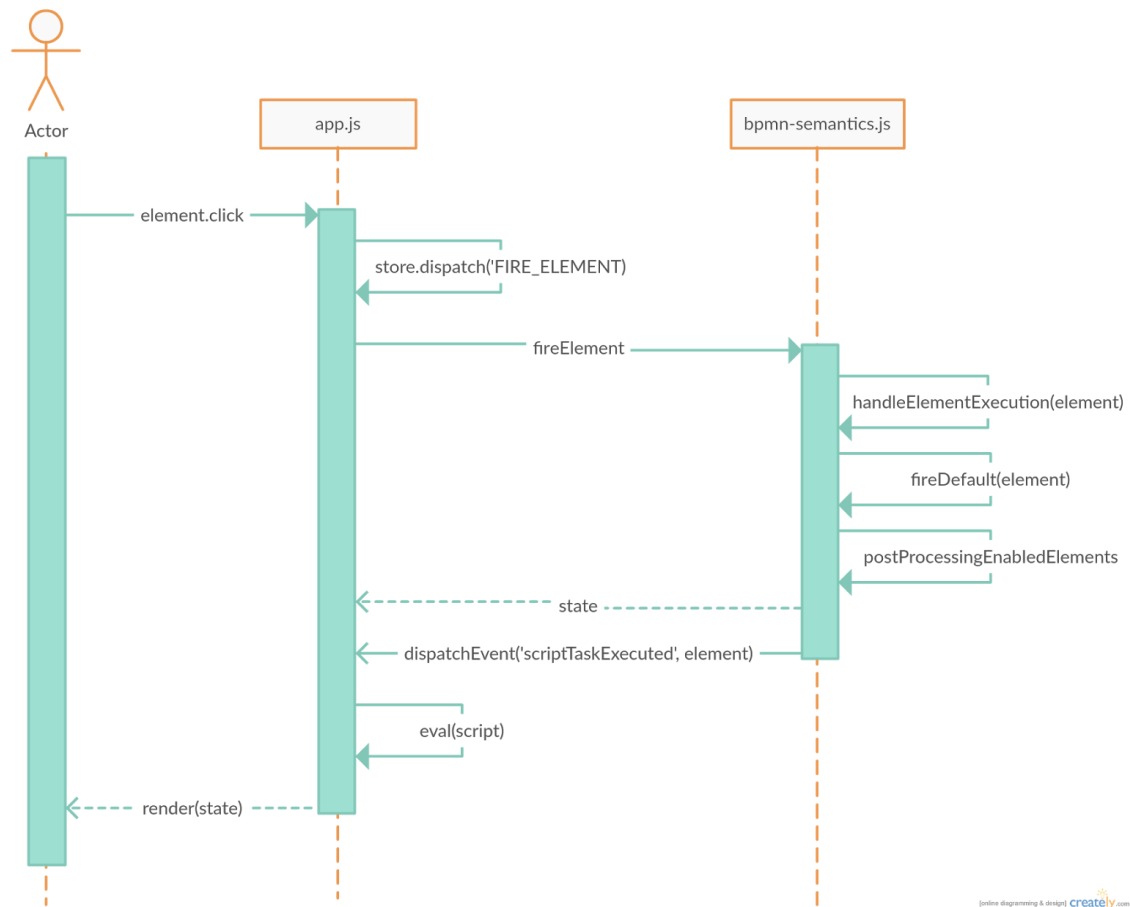 Actor
app.js
bpmn-semantics.js
element.click
store.dispatch('FIRE_ELEMENT)
fireElement
handleElementExecution(element)
fireDefault(element)
postProcessingEnabledElements
state
dispatchEvent('scriptTaskExecuted', element)
eval(script)
render(state)
[online diagramming & design] creately.com